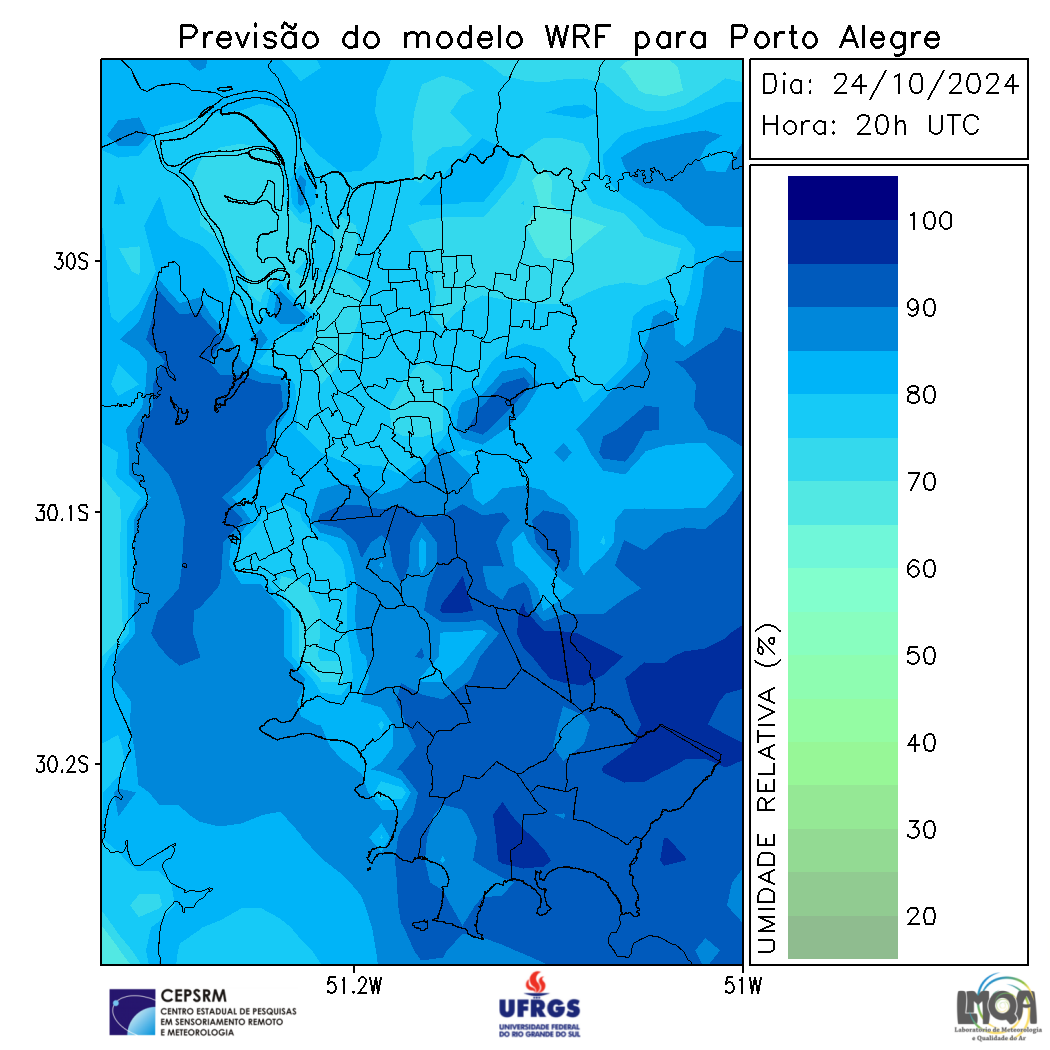 Previsão do modelo WRF para Porto Alegre
Dia: 24/10/2024
Hora: 20h UTC
30S
30.1S
30.2S
51.2W
51W
100
90
80
70
60
50
40
30
20
UMIDADE RELATIVA (%)
CEPSRM
CENTRO ESTADUAL DE PESQUISAS
EM SENSORIAMENTO REMOTO
E METEOROLOGIA
UFRGS
UNIVERSIDADE FEDERAL
DO RIO GRANDE DO SUL
LMQA
Laboratório de Meteorologia
e Qualidade do Ar